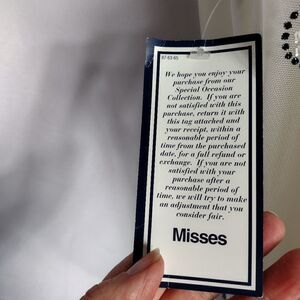 87-63-65
We hope you enjoy your
purchase from our
Special Occasion
Collection. If you are
not satisfied with this
purchase, return it with
this tag attached and
your receipt, within a
reasonable period of
time from the purchased
date, for a full refund or
exchange. If you are not
satisfied with your
purchase after a
reasonable period of
time, we will try to make
an adjustment that you
consider fair.
Misses